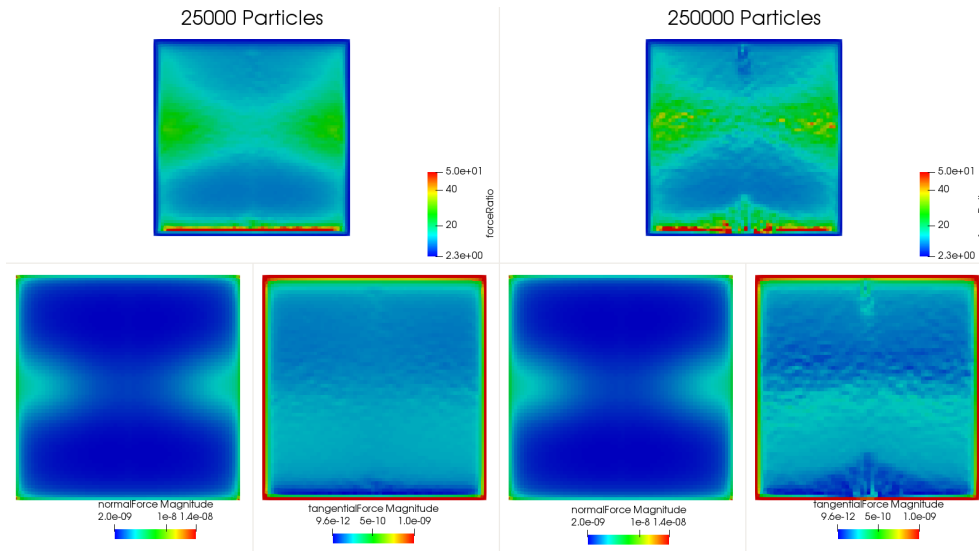 25000 Particles
250000 Particles
5.0e+01
40
20
2.3e+00
forceRatio
5.0e+01
40
20
2.3e+00
normalForce Magnitude
2.0e-09 1e-8 1.4e-08
tangentialForce Magnitude
9.6e-12 5e-10 1.0e-09
normalForce Magnitude
2.0e-09 1e-8 1.4e-08
tangentialForce Magnitude
9.6e-12 5e-10 1.0e-09